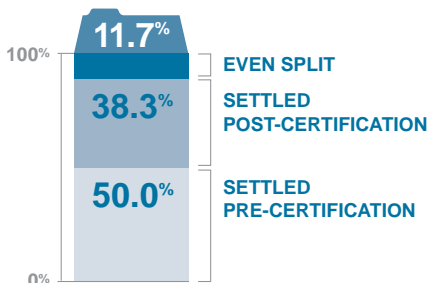 11.7%
100%
EVEN SPLIT
38.3%
SETTLED
POST-CERTIFICATION
50.0%
SETTLED
PRE-CERTIFICATION
0%